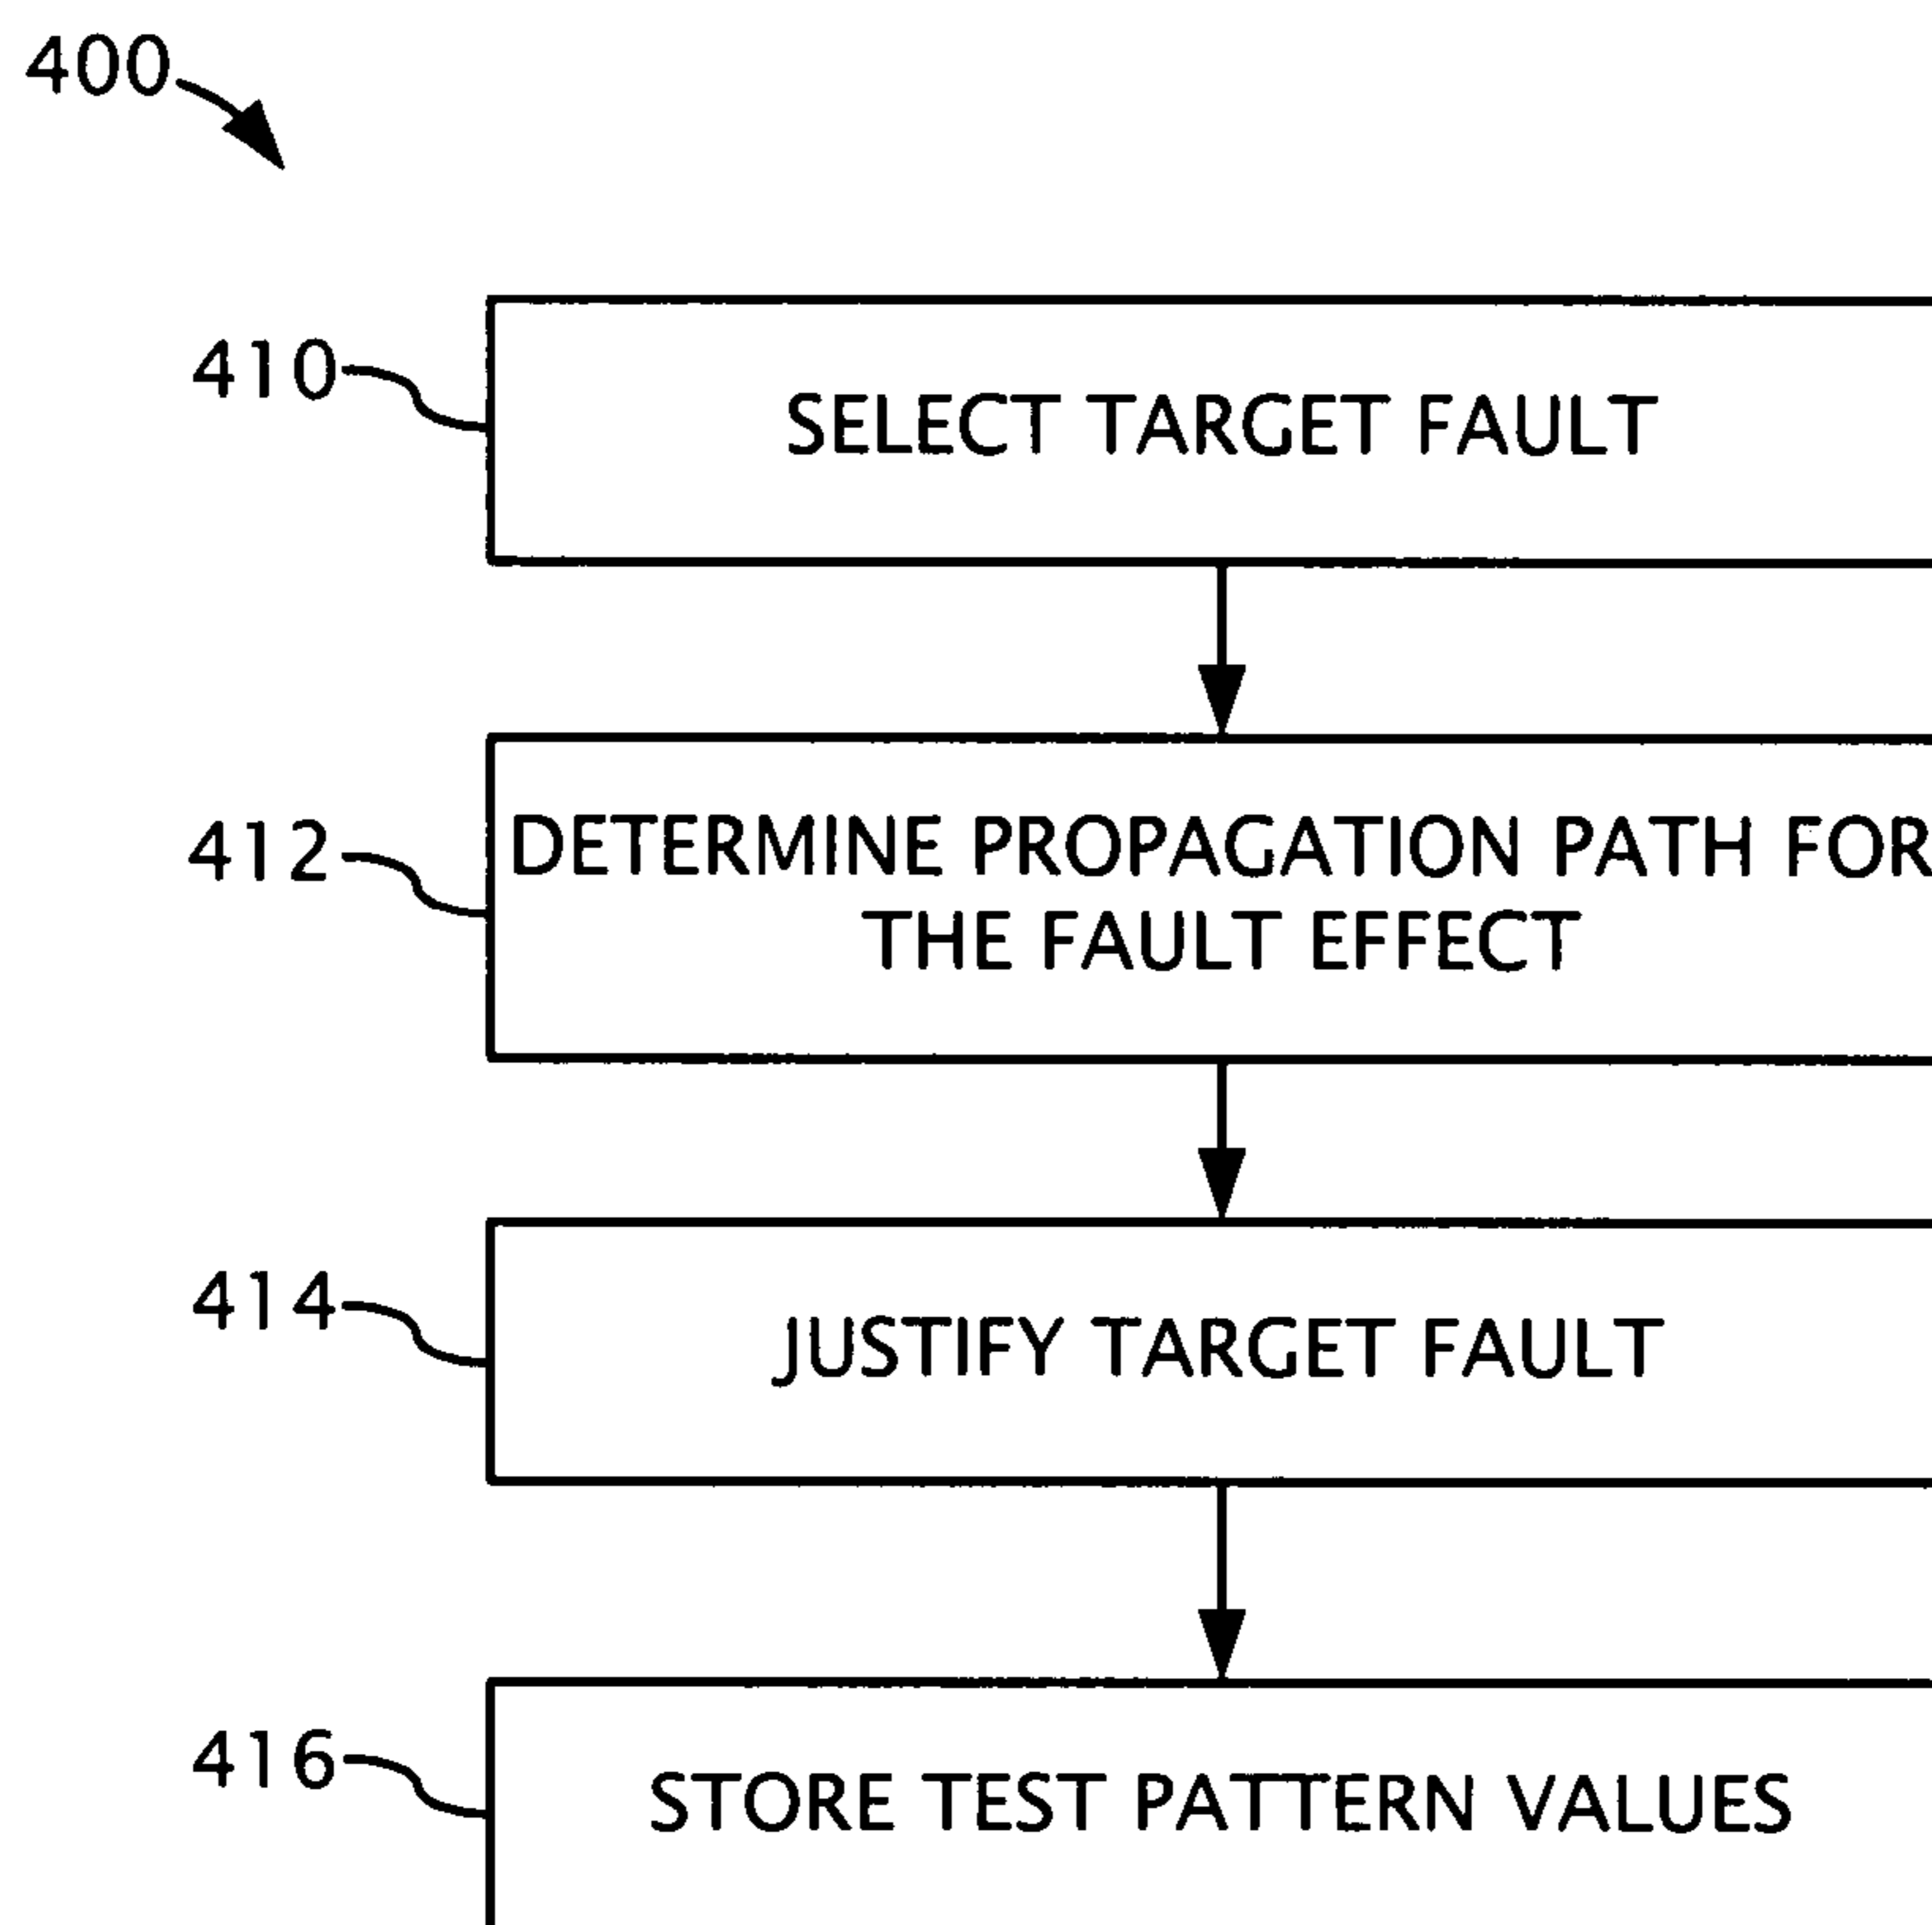 400
410
SELECT TARGET FAULT
412
DETERMINE PROPAGATION PATH FOR
THE FAULT EFFECT
414
JUSTIFY TARGET FAULT
416
STORE TEST PATTERN VALUES